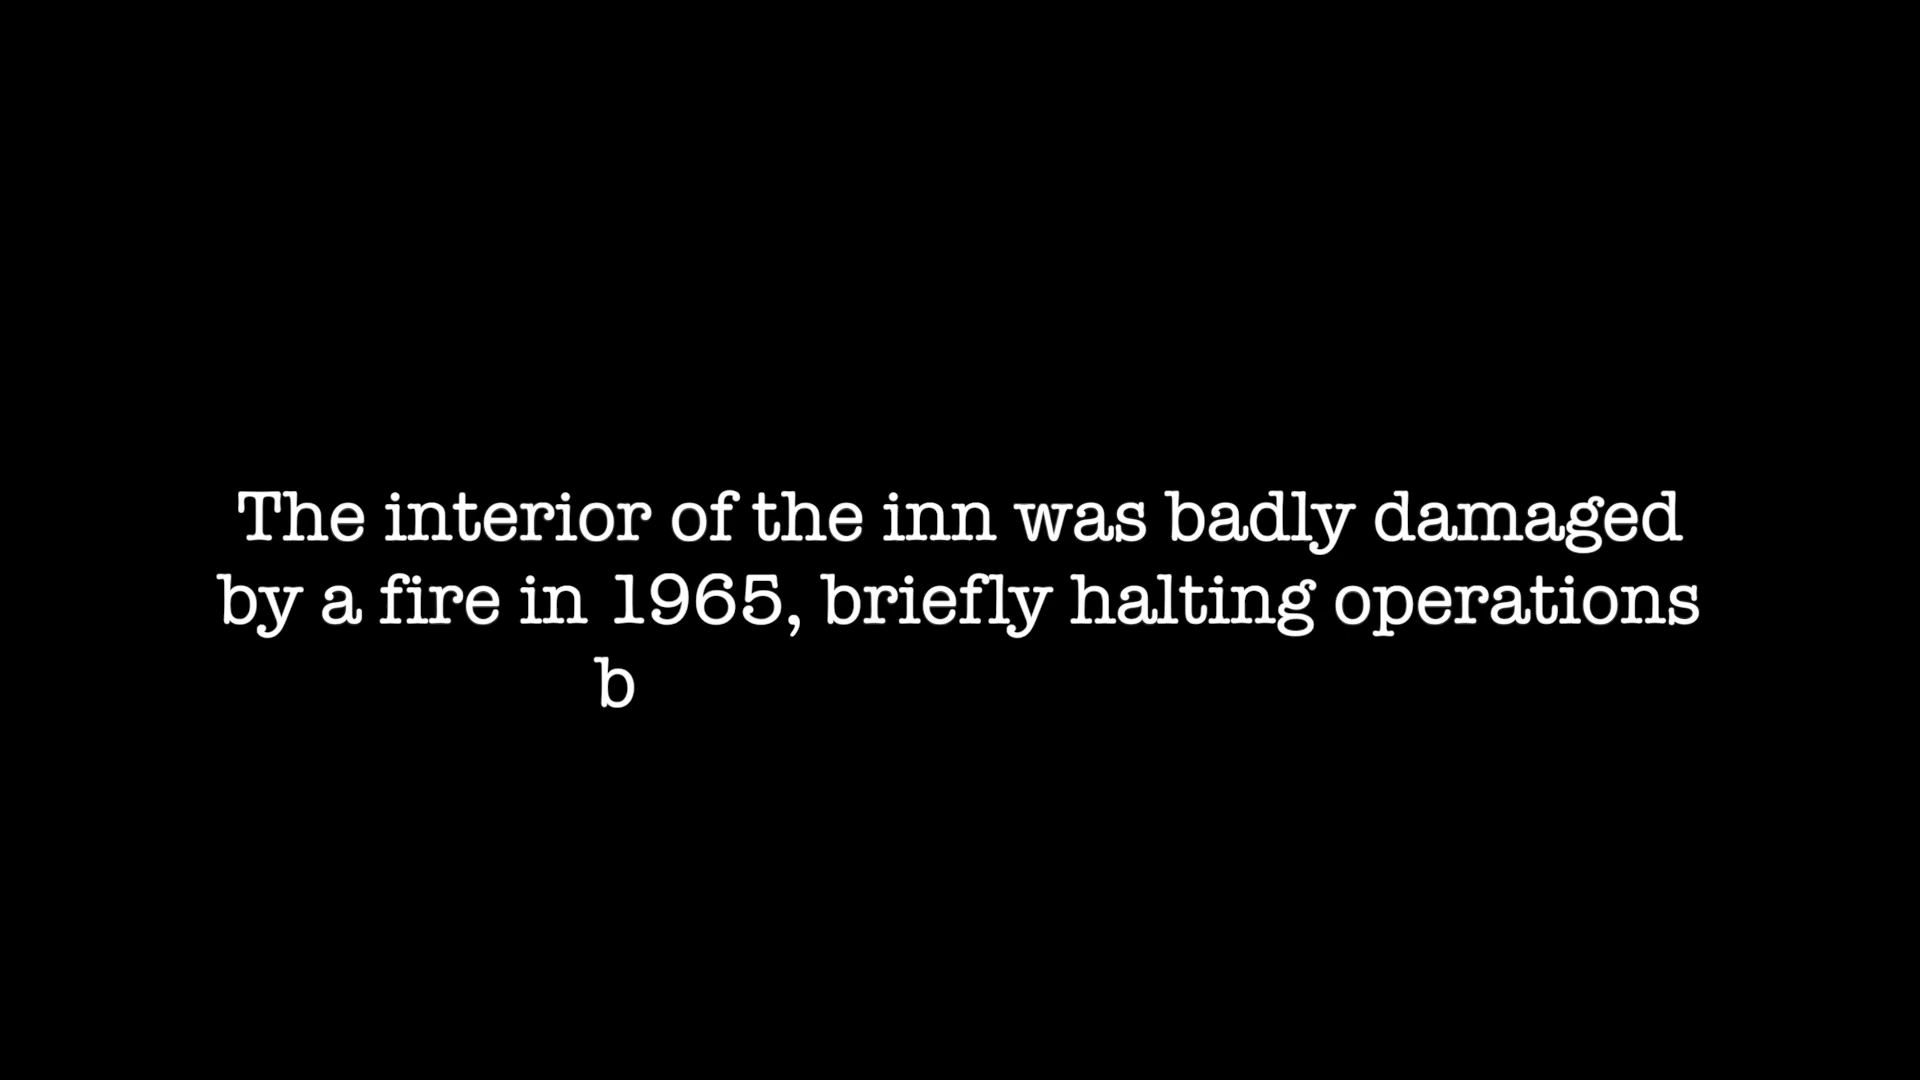 The interior of the inn was badly damaged
by a fire in 1965, briefly halting operations
b